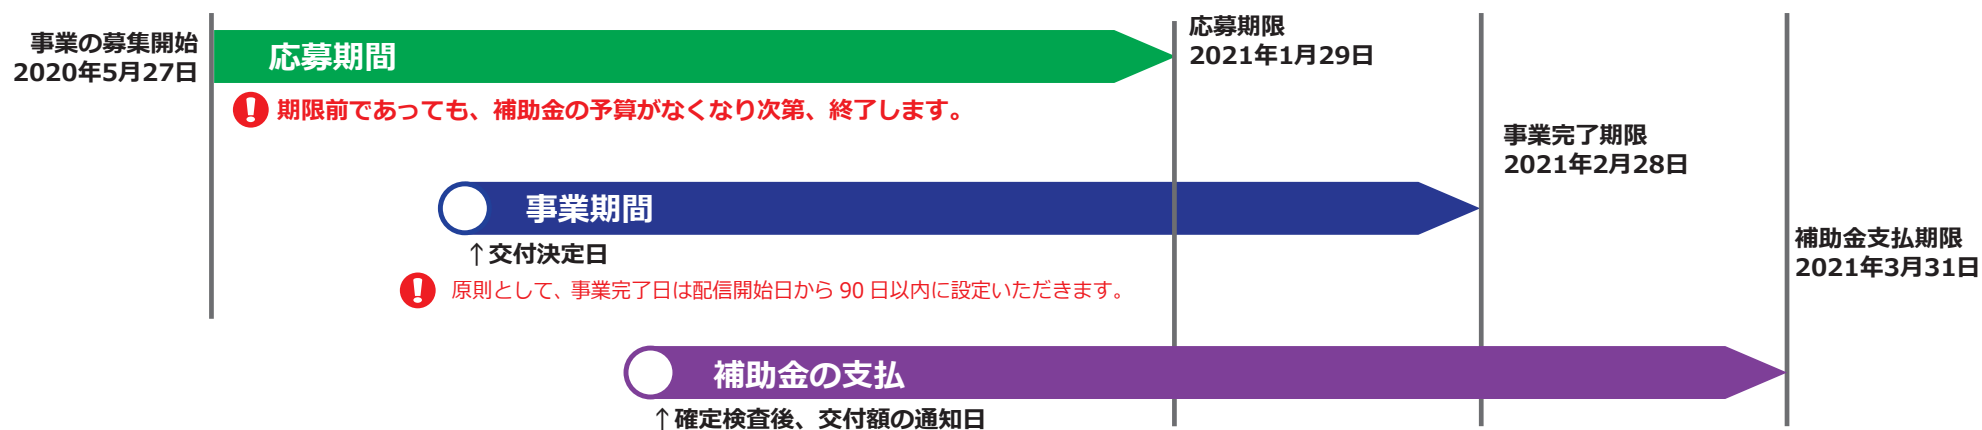 事業の募集開始
2020年5月27日
応募期間
応募期限
2021年1月29日
期限前であっても、補助金の予算がなくなり次第、終了します。
事業完了期限
2021年2月28日
事業期間
↑交付決定日
原則として、事業完了日は配信開始日から 90 日以内に設定いただきます。
補助金支払期限
2021年3月31日
補助金の支払
↑確定検査後、交付額の通知日